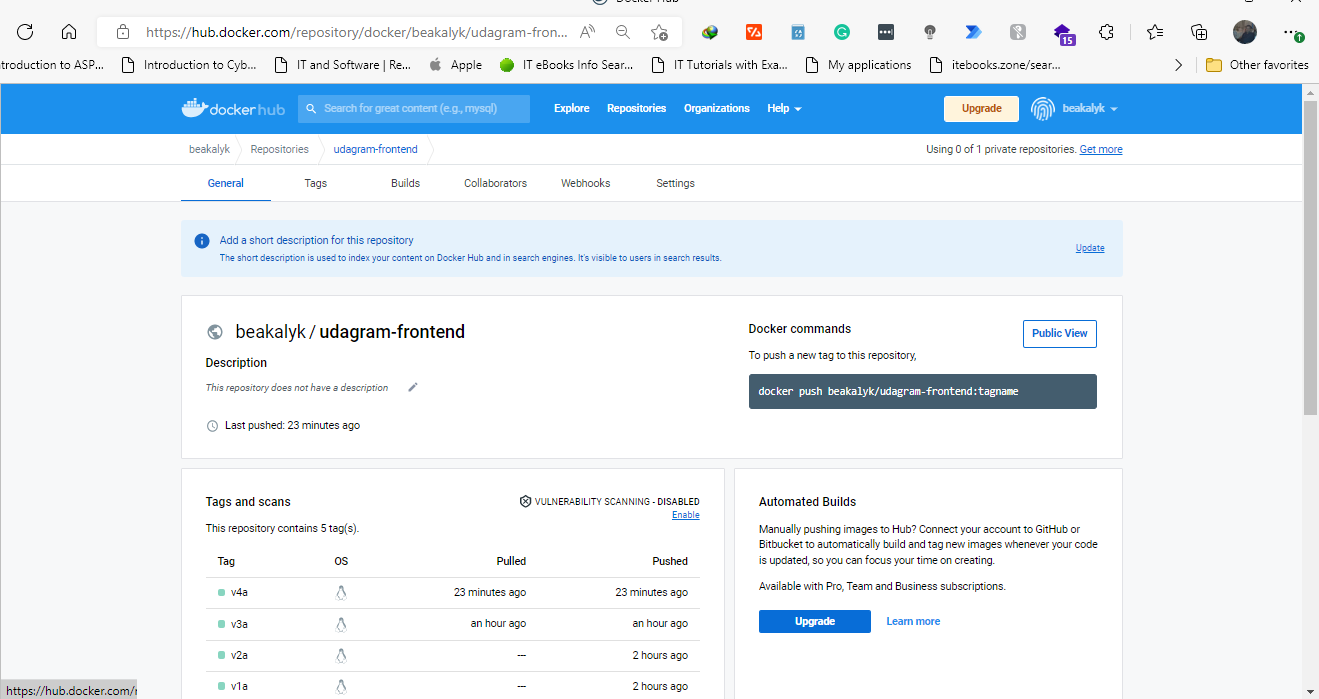 Docker Hub
https://hub.docker.com/repository/docker/beakalyk/udagram-fron...
15
troduction to ASP...
Introduction to Cyb...
IT and Software | Re...
Apple
IT eBooks Info Sear...
IT Tutorials with Exa...
My applications
itebooks.zone/sear...
Other favorites
docker hub
Search for great content (e.g., mysql)
Explore
Repositories
Organizations
Help
Upgrade
beakalyk
beakalyk
Repositories
udagram-frontend
Using 0 of 1 private repositories. Get more
General
Tags
Builds
Collaborators
Webhooks
Settings
Add a short description for this repository
The short description is used to index your content on Docker Hub and in search engines. It's visible to users in search results.
Update
beakalyk / udagram-frontend
Description
This repository does not have a description
Last pushed: 23 minutes ago
Docker commands
Public View
To push a new tag to this repository,
docker push beakalyk/udagram-frontend:tagname
Tags and scans
VULNERABILITY SCANNING - DISABLED
Enable
This repository contains 5 tag(s).
Tag OS Pulled Pushed
v4a 23 minutes ago 23 minutes ago
v3a an hour ago an hour ago
v2a --- 2 hours ago
v1a --- 2 hours ago
Automated Builds
Manually pushing images to Hub? Connect your account to GitHub or
Bitbucket to automatically build and tag new images whenever your code
is updated, so you can focus your time on creating.
Available with Pro, Team and Business subscriptions.
Upgrade
Learn more
https://hub.docker.com/r